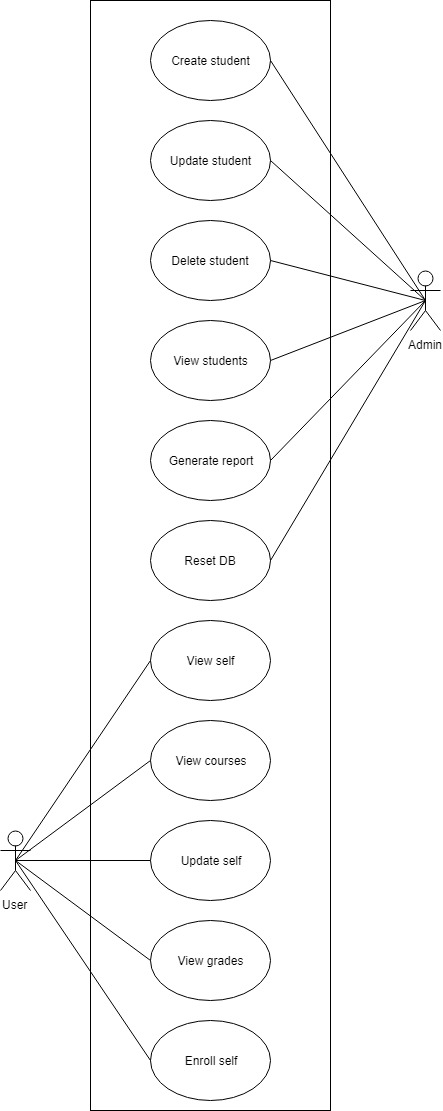 Create student
Update student
Delete student
View students
Admin
Generate report
Reset DB
View self
View courses
Update self
User
View grades
Enroll self